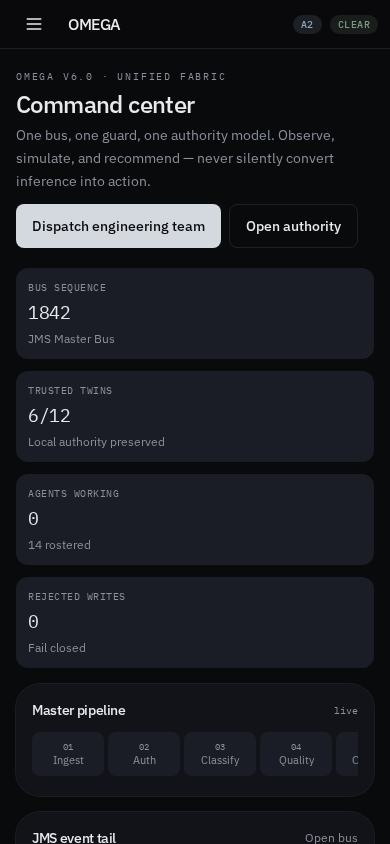 OMEGA
A2
CLEAR
OMEGA V6.0 · UNIFIED FABRIC
Command center
One bus, one guard, one authority model. Observe,
simulate, and recommend — never silently convert
inference into action.
Dispatch engineering team
Open authority
BUS SEQUENCE
1842
JMS Master Bus
TRUSTED TWINS
6/12
Local authority preserved
AGENTS WORKING
0
14 rostered
REJECTED WRITES
0
Fail closed
Master pipeline
live
01
Ingest
02
Auth
03
Classify
04
Quality
JMS event tail
Open bus